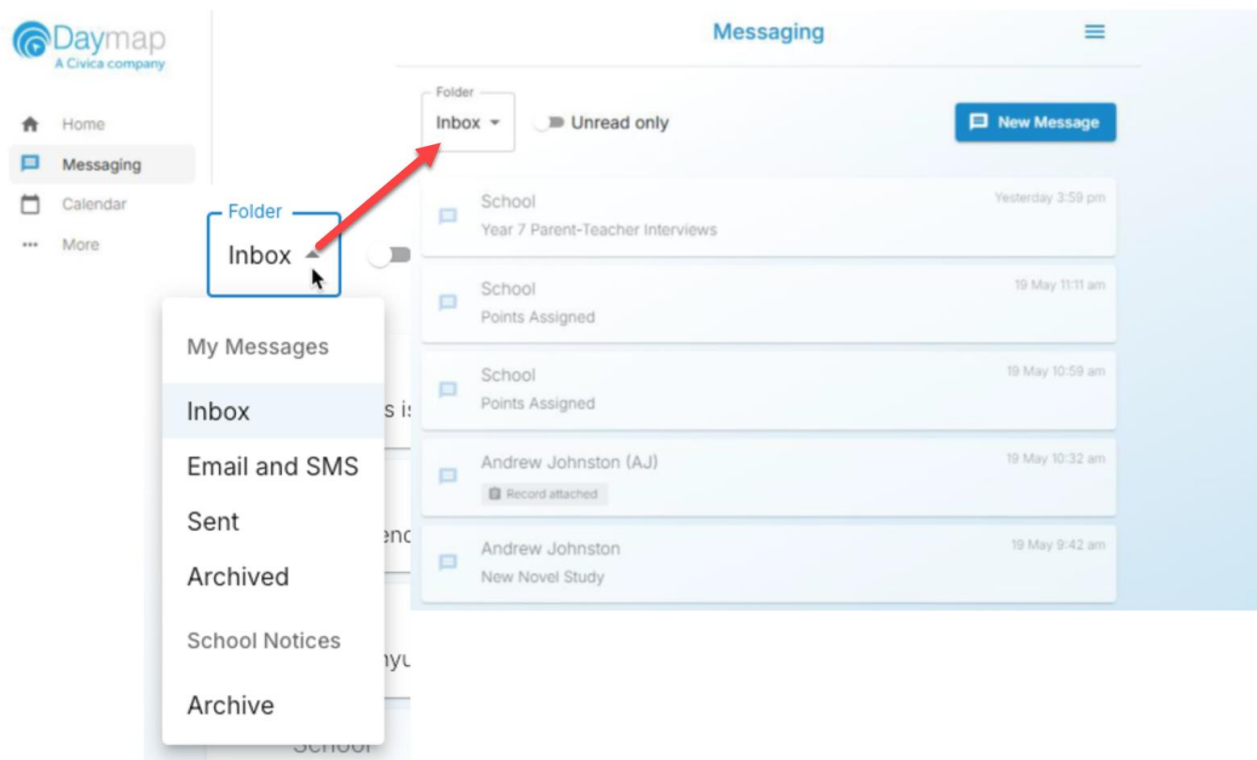 Daymap
A Civica company
Home
Messaging
Calendar
More
Messaging
Folder
Inbox
Unread only
New Message
School
Yesterday 3:59 pm
Year 7 Parent-Teacher Interviews
School
19 May 11:11 am
Points Assigned
School
19 May 10:59 am
Points Assigned
Andrew Johnston (AJ)
19 May 10:32 am
Record attached
Andrew Johnston
19 May 9:42 am
New Novel Study
Folder
Inbox
My Messages
Inbox
Email and SMS
Sent
Archived
School Notices
Archive
School